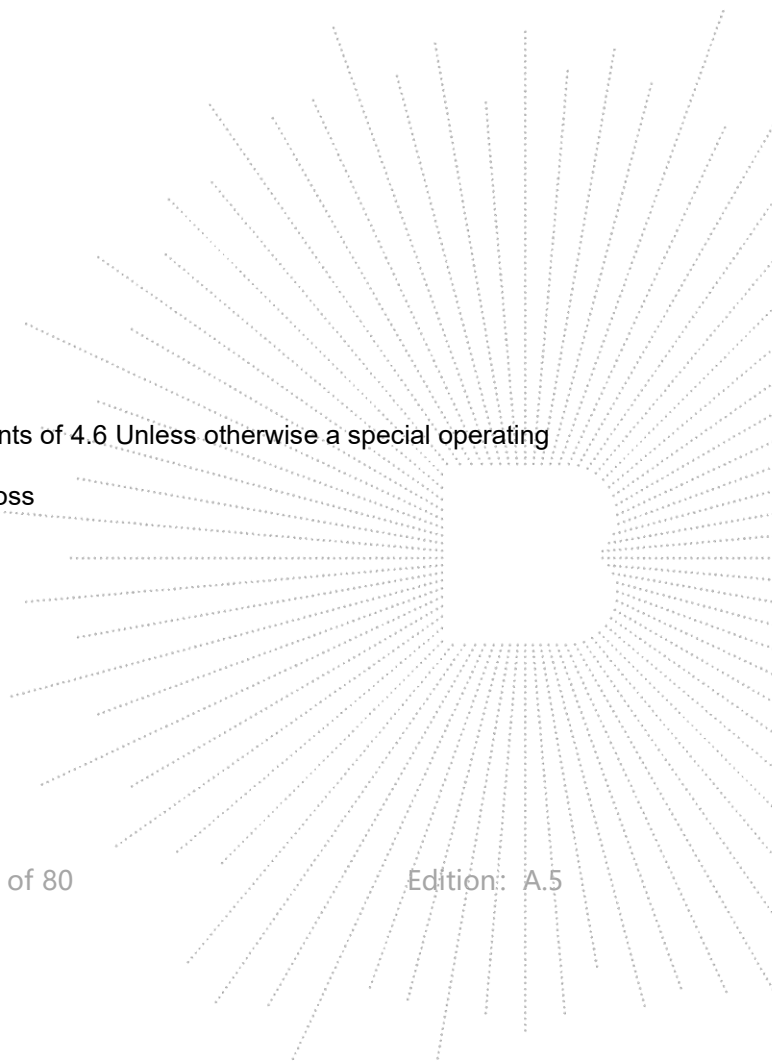 nts of 4.6 Unless otherwise a special operating
oss
of 80 Edition: A.5